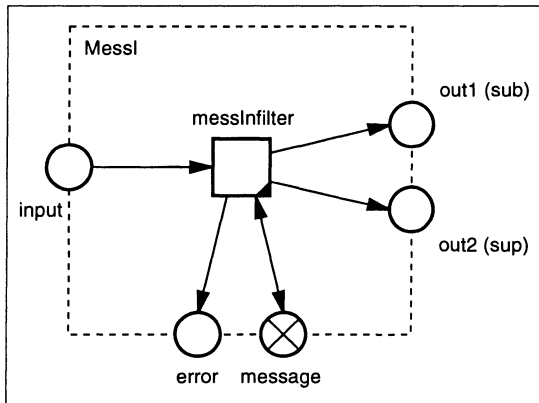 MessI
out1 (sub)
messInfilter
input
out2 (sup)
error
message